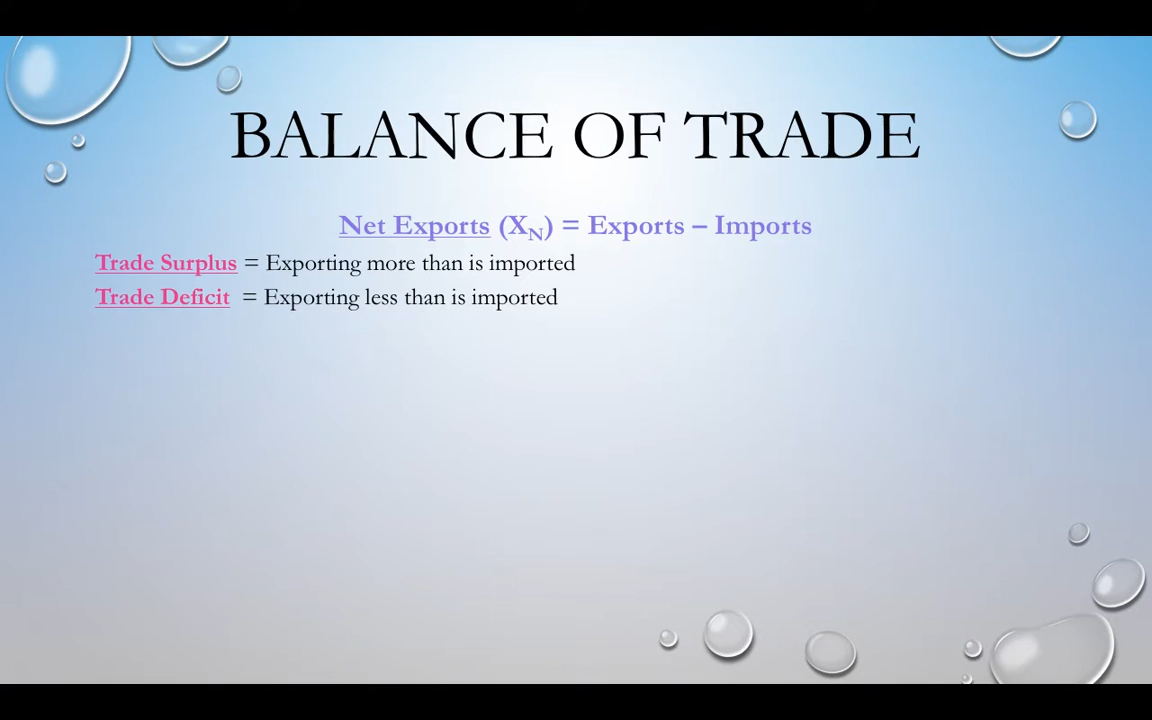 BALANCE OF TRADE
Net Exports (XN) = Exports – Imports
Trade Surplus = Exporting more than is imported
Trade Deficit = Exporting less than is imported